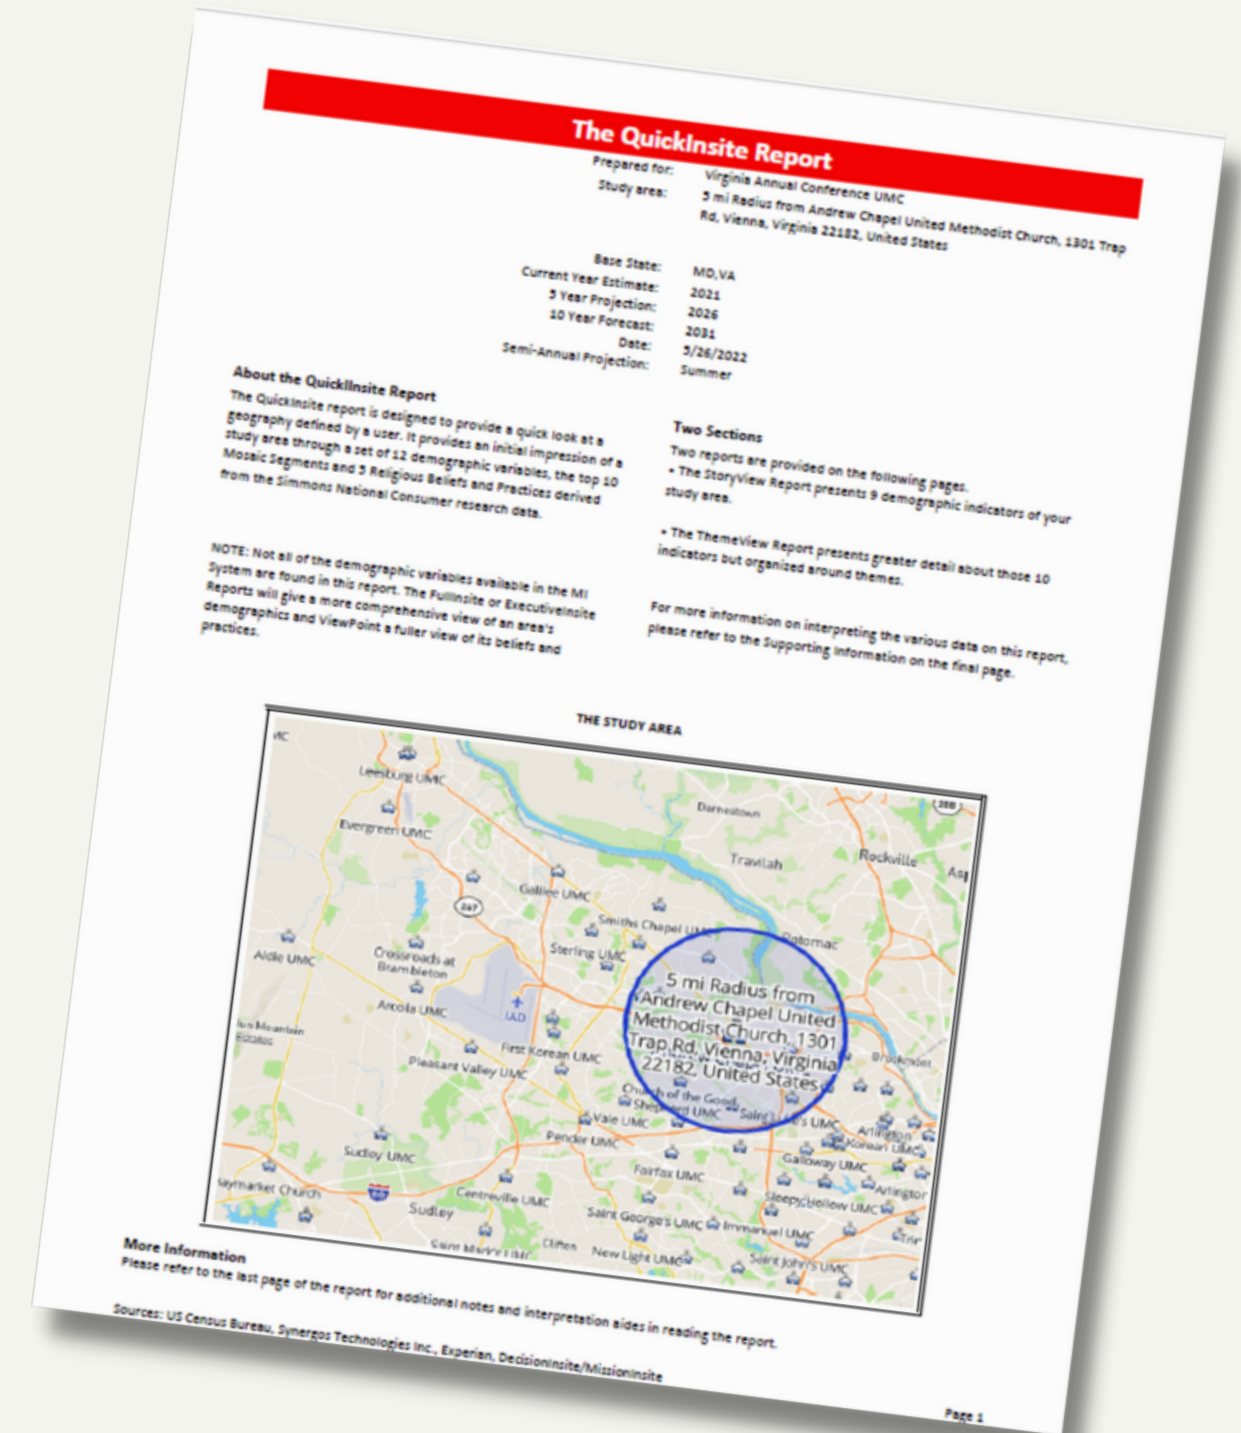 The QuickInsite Report
Prepared for: Virginia Annual Conference UMC
Study area: 5 mi Radius from Andrew Chapel United Methodist Church, 1301 Trap
Rd, Vienna, Virginia 22182, United States
Base State: MD,VA
Current Year Estimate: 2021
5 Year Projection: 2026
10 Year Forecast: 2031
Date: 5/26/2022
Semi-Annual Projection: Summer
About the QuickIInsite Report
The QuickInsite report is designed to provide a quick look at a
geography defined by a user. It provides an initial impression of a
study area through a set of 12 demographic variables, the top 10
Mosaic Segments and 5 Religious Beliefs and Practices derived
from the Simmons National Consumer research data.
NOTE: Not all of the demographic variables available in the MI
System are found in this report. The FullInsite or ExecutiveInsite
Reports will give a more comprehensive view of an area's
demographics and ViewPoint a fuller view of its beliefs and
practices.
Two Sections
Two reports are provided on the following pages.
• The StoryView Report presents 9 demographic indicators of your
study area.
• The ThemeView Report presents greater detail about those 10
indicators but organized around themes.
For more information on interpreting the various data on this report,
please refer to the Supporting Information on the final page.
THE STUDY AREA
MC
Leesburg UMC
Evergreen UMC
Darnestown
Travilah
Rockville
Asp
Galilee UMC
267
Smiths Chapel UMC
Potomac
Sterling UMC
Aldie UMC
Crossroads at
Brambleton
Arcola UMC
IAD
5 mi Radius from
Andrew Chapel United
Methodist Church, 1301
Trap Rd, Vienna, Virginia
22182, United States
Estates
First Korean UMC
Pleasant Valley UMC
Church of the Good
Shepherd UMC
Vale UMC
Pender UMC
Arlington
Korean UMC
Galloway UMC
Sudley UMC
Fairfax UMC
aymarket Church
Centreville UMC
Sleepy Hollow UMC
Arlington
66
Sudley
Saint George's UMC
Immanuel UMC
Clifton
New Light UMC
Saint John's UMC
More Information
Please refer to the last page of the report for additional notes and interpretation aides in reading the report.
Sources: US Census Bureau, Synergos Technologies Inc., Experian, DecisionInsite/MissionInsite
Page 1